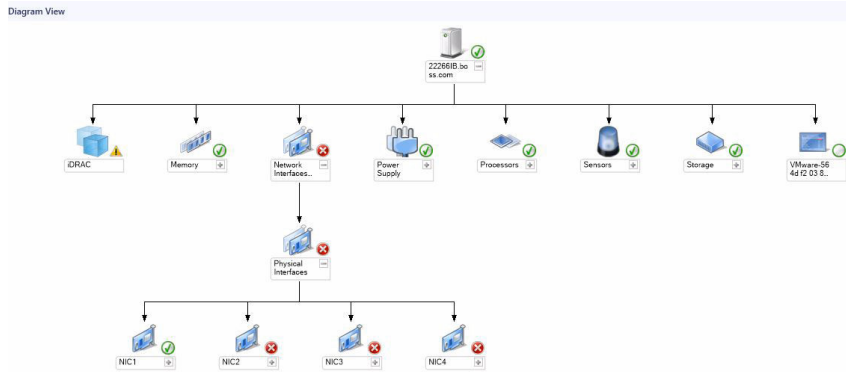 Diagram View
22266IB.bo
ss.com
iDRAC
Memory
Network
Interfaces...
Power
Supply
Processors
Sensors
Storage
VMware-56
4d f2 03 8...
Physical
Interfaces
NIC1
NIC2
NIC3
NIC4